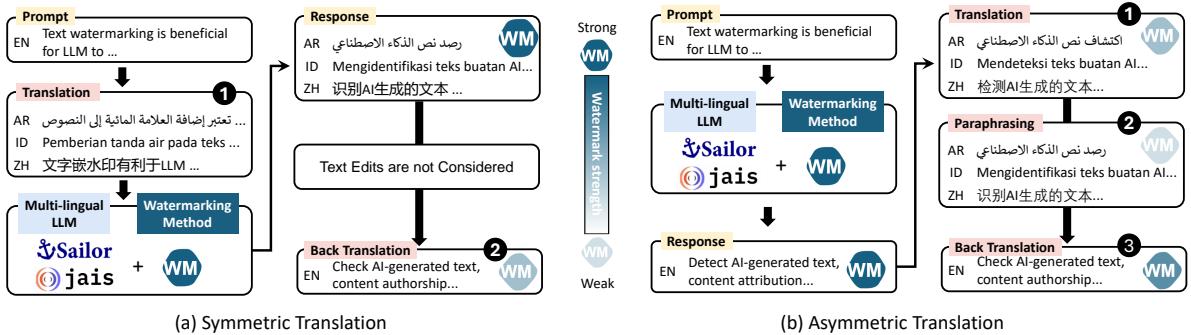 Prompt
EN Text watermarking is beneficial
for LLM to ...
Translation
1
AR تعتبر إضافة العلامة المائية إلى النصوص ...
ID Pemberian tanda air pada teks ...
ZH 文字嵌水印有利于LLM ...
Multi-lingual
LLM
Watermarking
Method
Sailor
jais
+
WM
Response
WM
AR رصد نص الذكاء الاصطناعي
ID Mengidentifikasi teks buatan AI...
ZH 识别AI生成的文本 ...
Text Edits are not Considered
Back Translation
2
EN Check AI-generated text,
content authorship...
WM
(a) Symmetric Translation
Strong
WM
Watermark strength
WM
Weak
Prompt
EN Text watermarking is beneficial
for LLM to ...
Multi-lingual
LLM
Watermarking
Method
Sailor
jais
+
WM
Response
EN Detect AI-generated text,
content attribution...
WM
Translation
1
WM
AR اكتشاف نص الذكاء الاصطناعي
ID Mendeteksi teks buatan AI...
ZH 检测AI生成的文本...
Paraphrasing
2
WM
AR رصد نص الذكاء الاصطناعي
ID Mengidentifikasi teks buatan AI...
ZH 识别AI生成的文本...
Back Translation
3
EN Check AI-generated text,
content authorship...
WM
(b) Asymmetric Translation